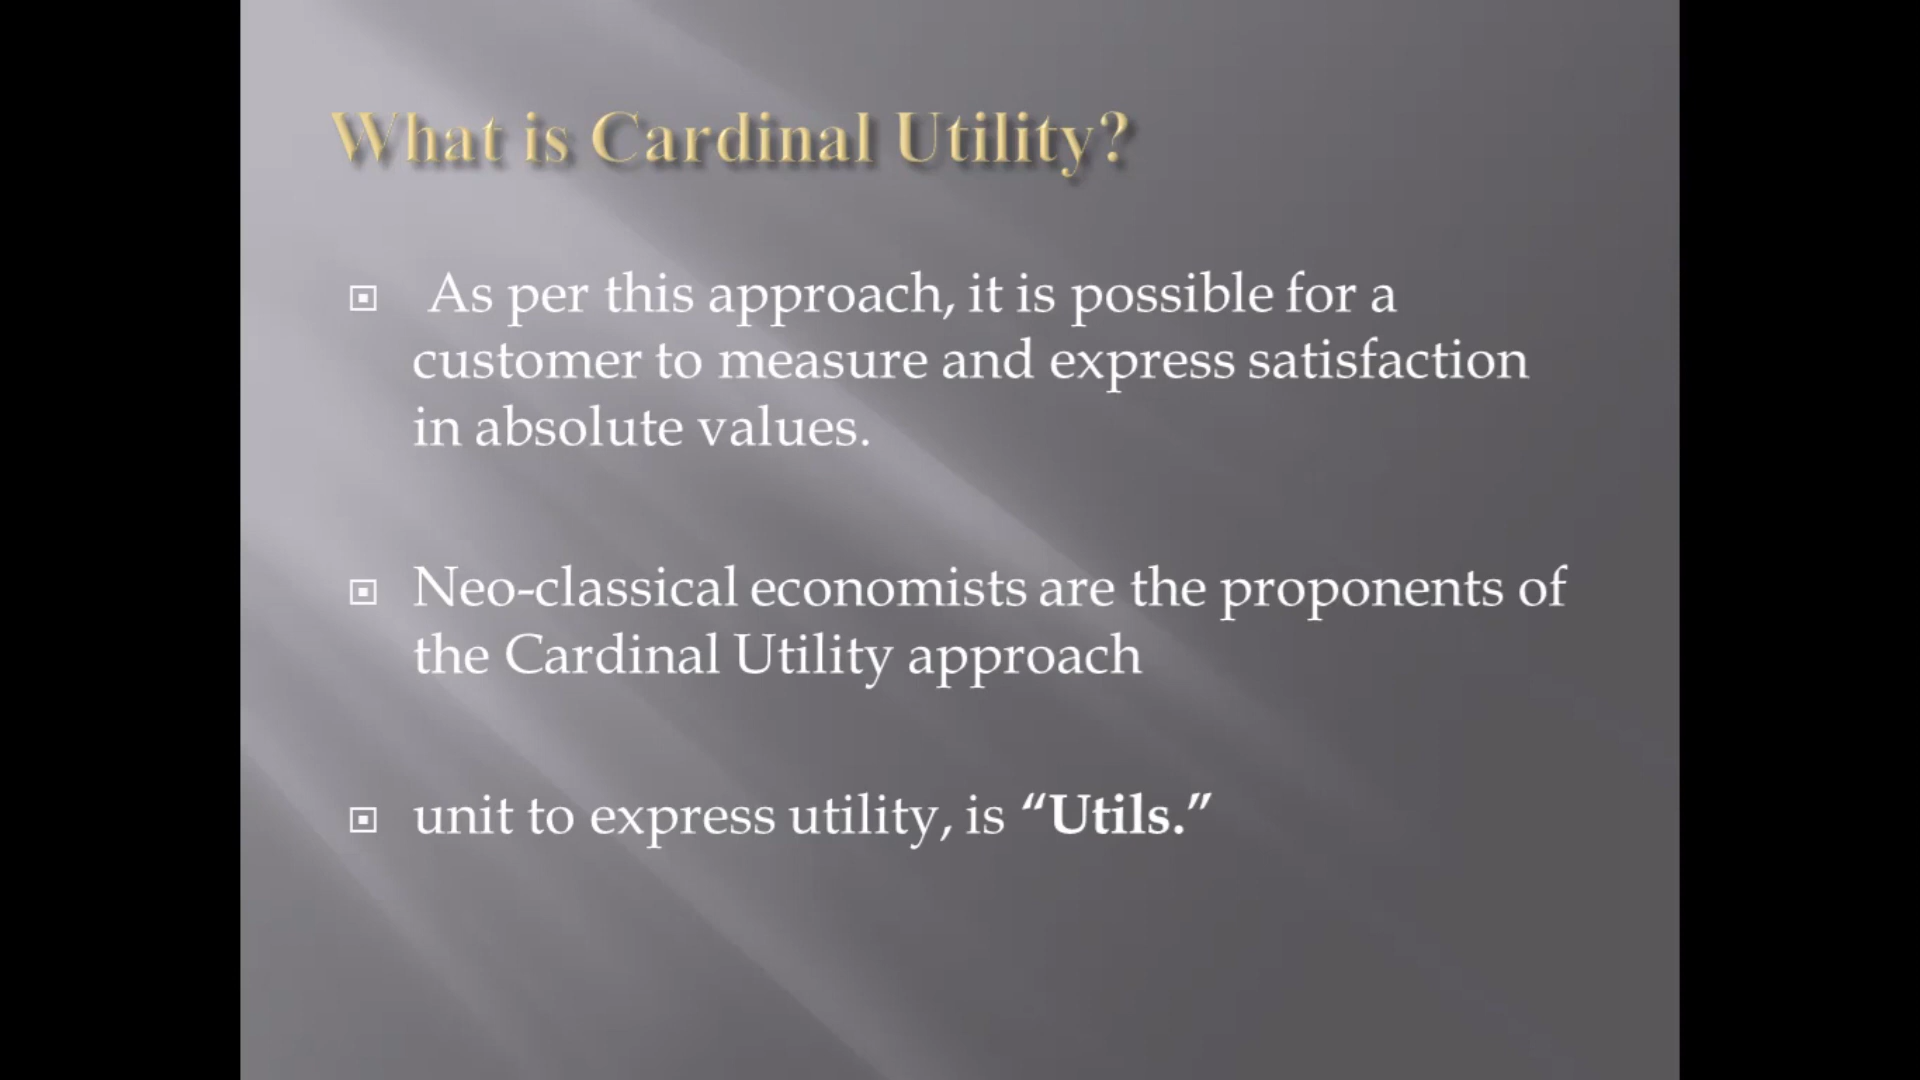 What is Cardinal Utility?
As per this approach, it is possible for a
customer to measure and express satisfaction
in absolute values.
Neo-classical economists are the proponents of
the Cardinal Utility approach
unit to express utility, is “Utils.”